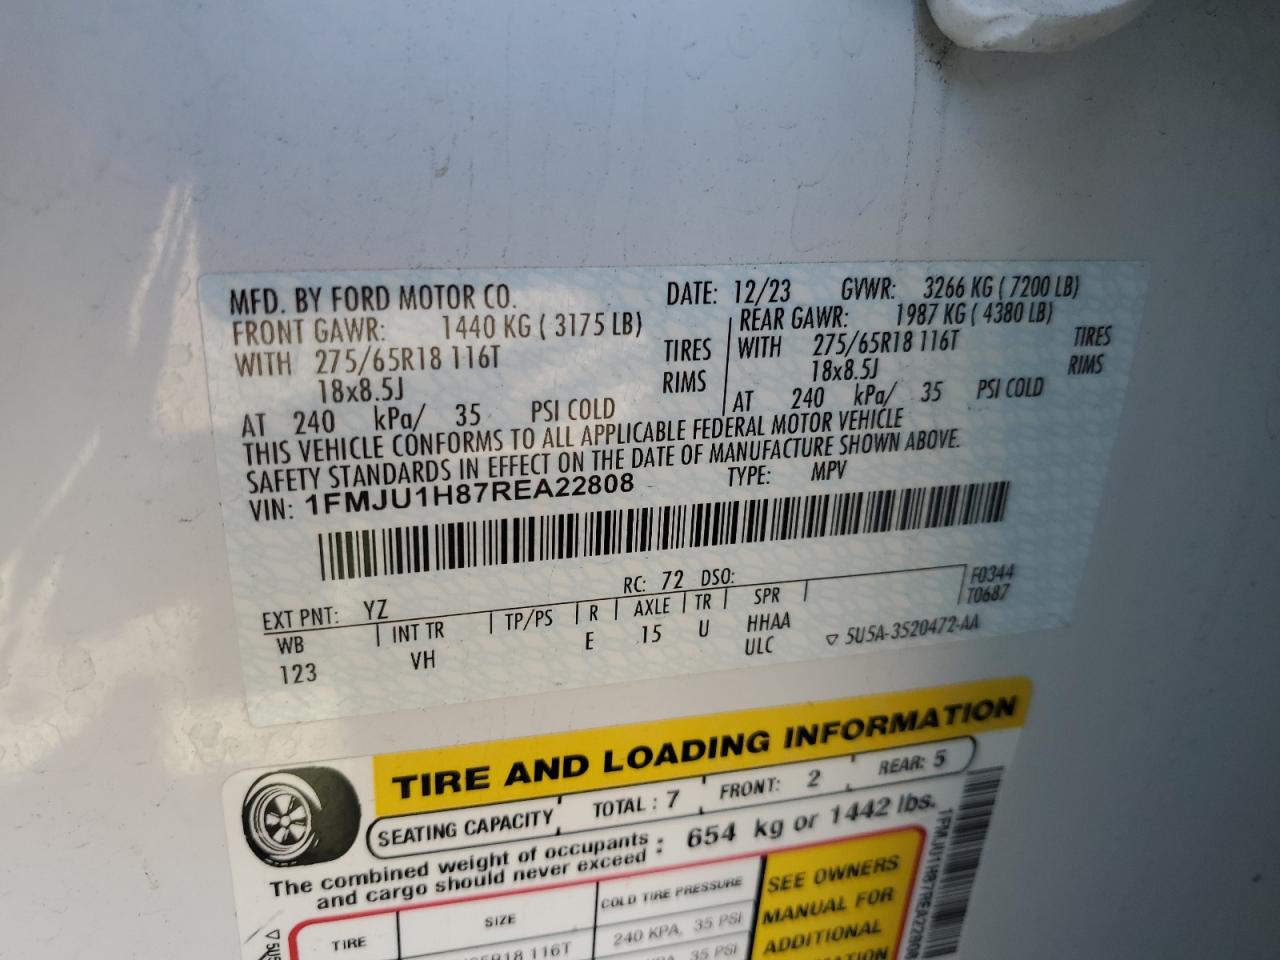 MFD. BY FORD MOTOR CO. DATE: 12/23 GVWR: 3266 KG ( 7200 LB)
FRONT GAWR: 1440 KG ( 3175 LB) REAR GAWR: 1987 KG ( 4380 LB)
WITH 275/65R18 116T TIRES WITH 275/65R18 116T TIRES
18x8.5J RIMS 18x8.5J RIMS
AT 240 kPa/ 35 PSI COLD AT 240 kPa/ 35 PSI COLD
THIS VEHICLE CONFORMS TO ALL APPLICABLE FEDERAL MOTOR VEHICLE
SAFETY STANDARDS IN EFFECT ON THE DATE OF MANUFACTURE SHOWN ABOVE.
VIN: 1FMJU1H87REA22808 TYPE: MPV
EXT PNT: YZ RC: 72 DSO: F0344
WB INT TR TP/PS R AXLE TR SPR T0687
123 VH E 15 U HHAA
ULC ▽ 5U5A-3520472-AA
TIRE AND LOADING INFORMATION
SEATING CAPACITY TOTAL : 7 FRONT: 2 REAR: 5
The combined weight of occupants
and cargo should never exceed : 654 kg or 1442 lbs.
TIRE SIZE COLD TIRE PRESSURE
R18 116T 240 KPA, 35 PSI
35 PSI
SEE OWNERS
MANUAL FOR
ADDITIONAL
1FMJU1H87REA22808
▽ 5U5